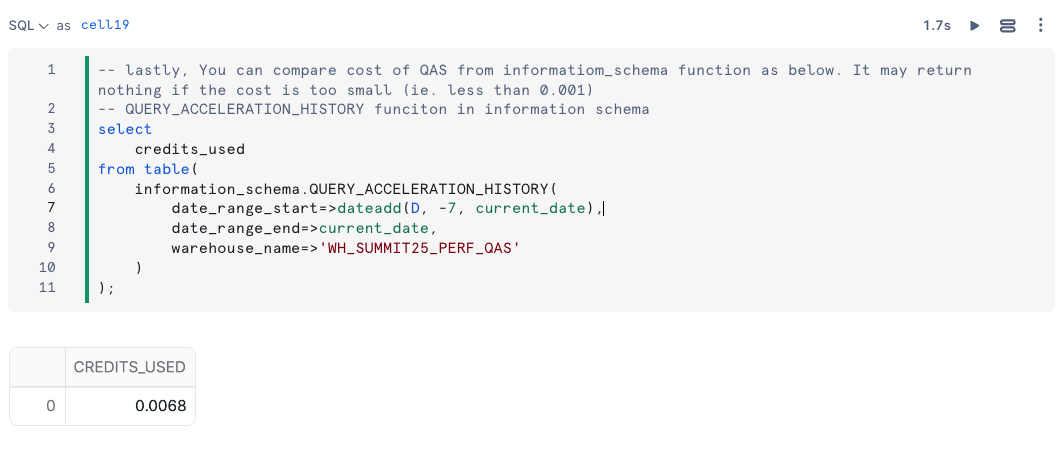 SQL as cell19 1.7s
1 -- lastly, You can compare cost of QAS from informatiom_schema function as below. It may return
nothing if the cost is too small (ie. less than 0.001)
2 -- QUERY_ACCELERATION_HISTORY funciton in information schema
3 select
4 credits_used
5 from table(
6 information_schema.QUERY_ACCELERATION_HISTORY(
7 date_range_start=>dateadd(D, -7, current_date),
8 date_range_end=>current_date,
9 warehouse_name=>'WH_SUMMIT25_PERF_QAS'
10 )
11 );
CREDITS_USED
0 0.0068